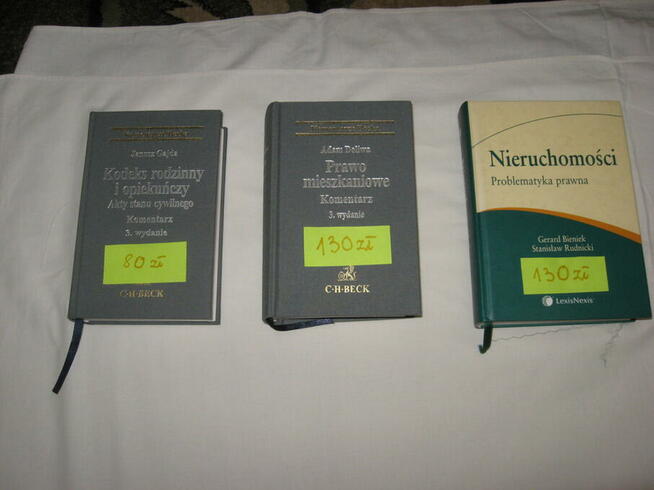 Janusz Gajda
Kodeks rodzinny
i opiekuńczy
Akty stanu cywilnego
Komentarz
3. wydanie
80 zł
C·H·BECK
Adam Doliwa
Prawo
mieszkaniowe
Komentarz
3. wydanie
130 zł
C·H·BECK
Nieruchomości
Problematyka prawna
Gerard Bieniek
Stanisław Rudnicki
130 zł
LexisNexis